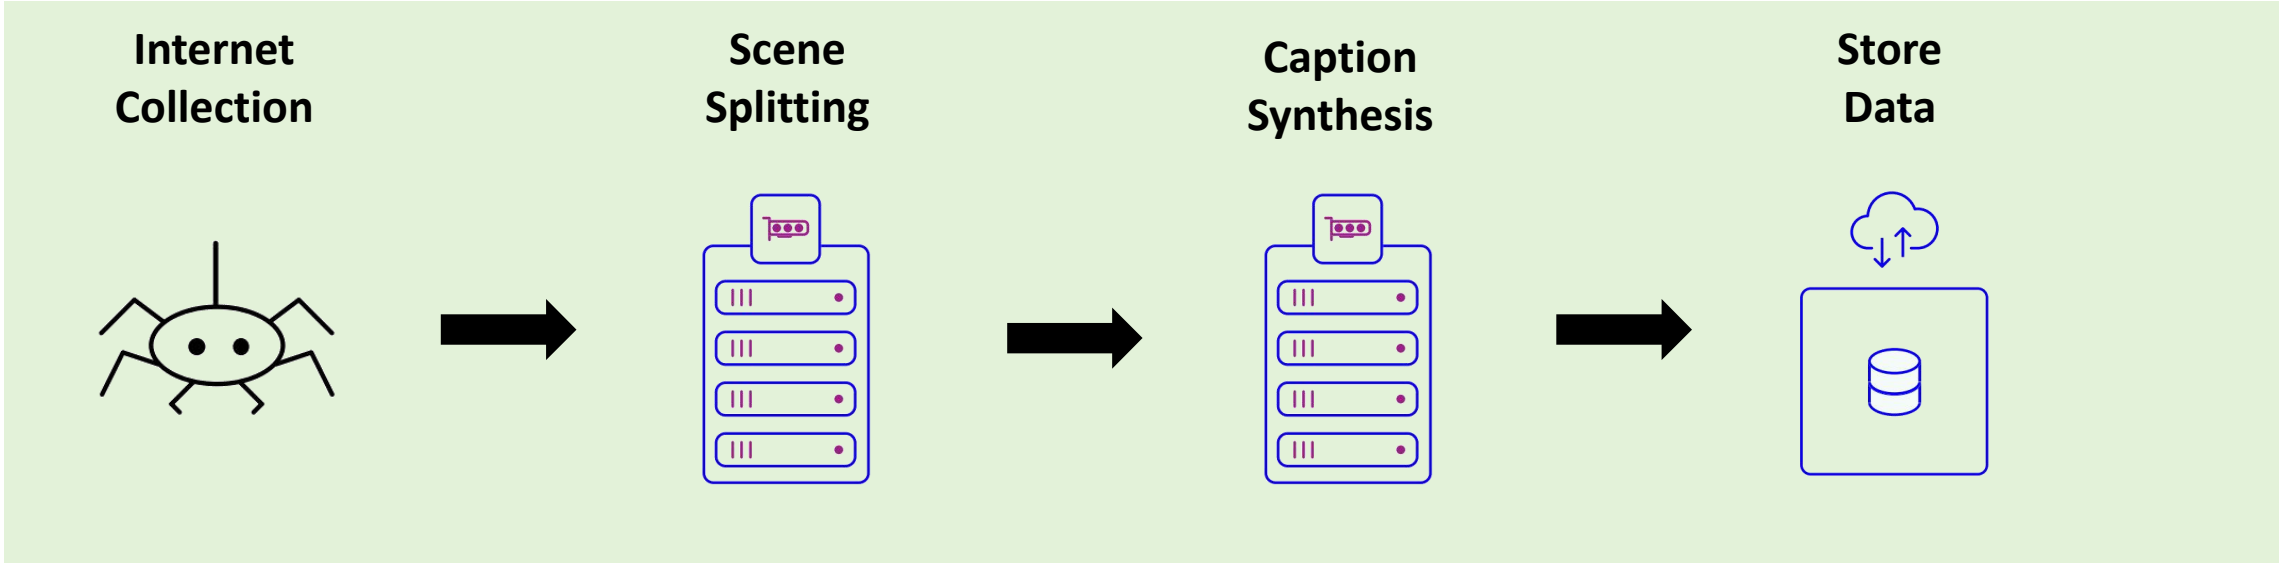 Internet
Collection
Scene
Splitting
Caption
Synthesis
Store
Data